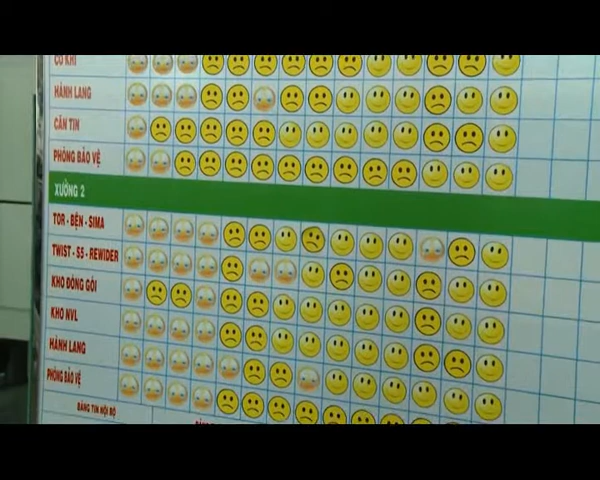 CƠ KHÍ
HÀNH LANG
CĂN TIN
PHÒNG BẢO VỆ
XƯỞNG 2
TOR - BỆN - SIMA
TWIST - S5 - REWIDER
KHO ĐÓNG GÓI
KHO NVL
HÀNH LANG
PHÒNG BẢO VỆ
BẢNG TIN NỘI BỘ